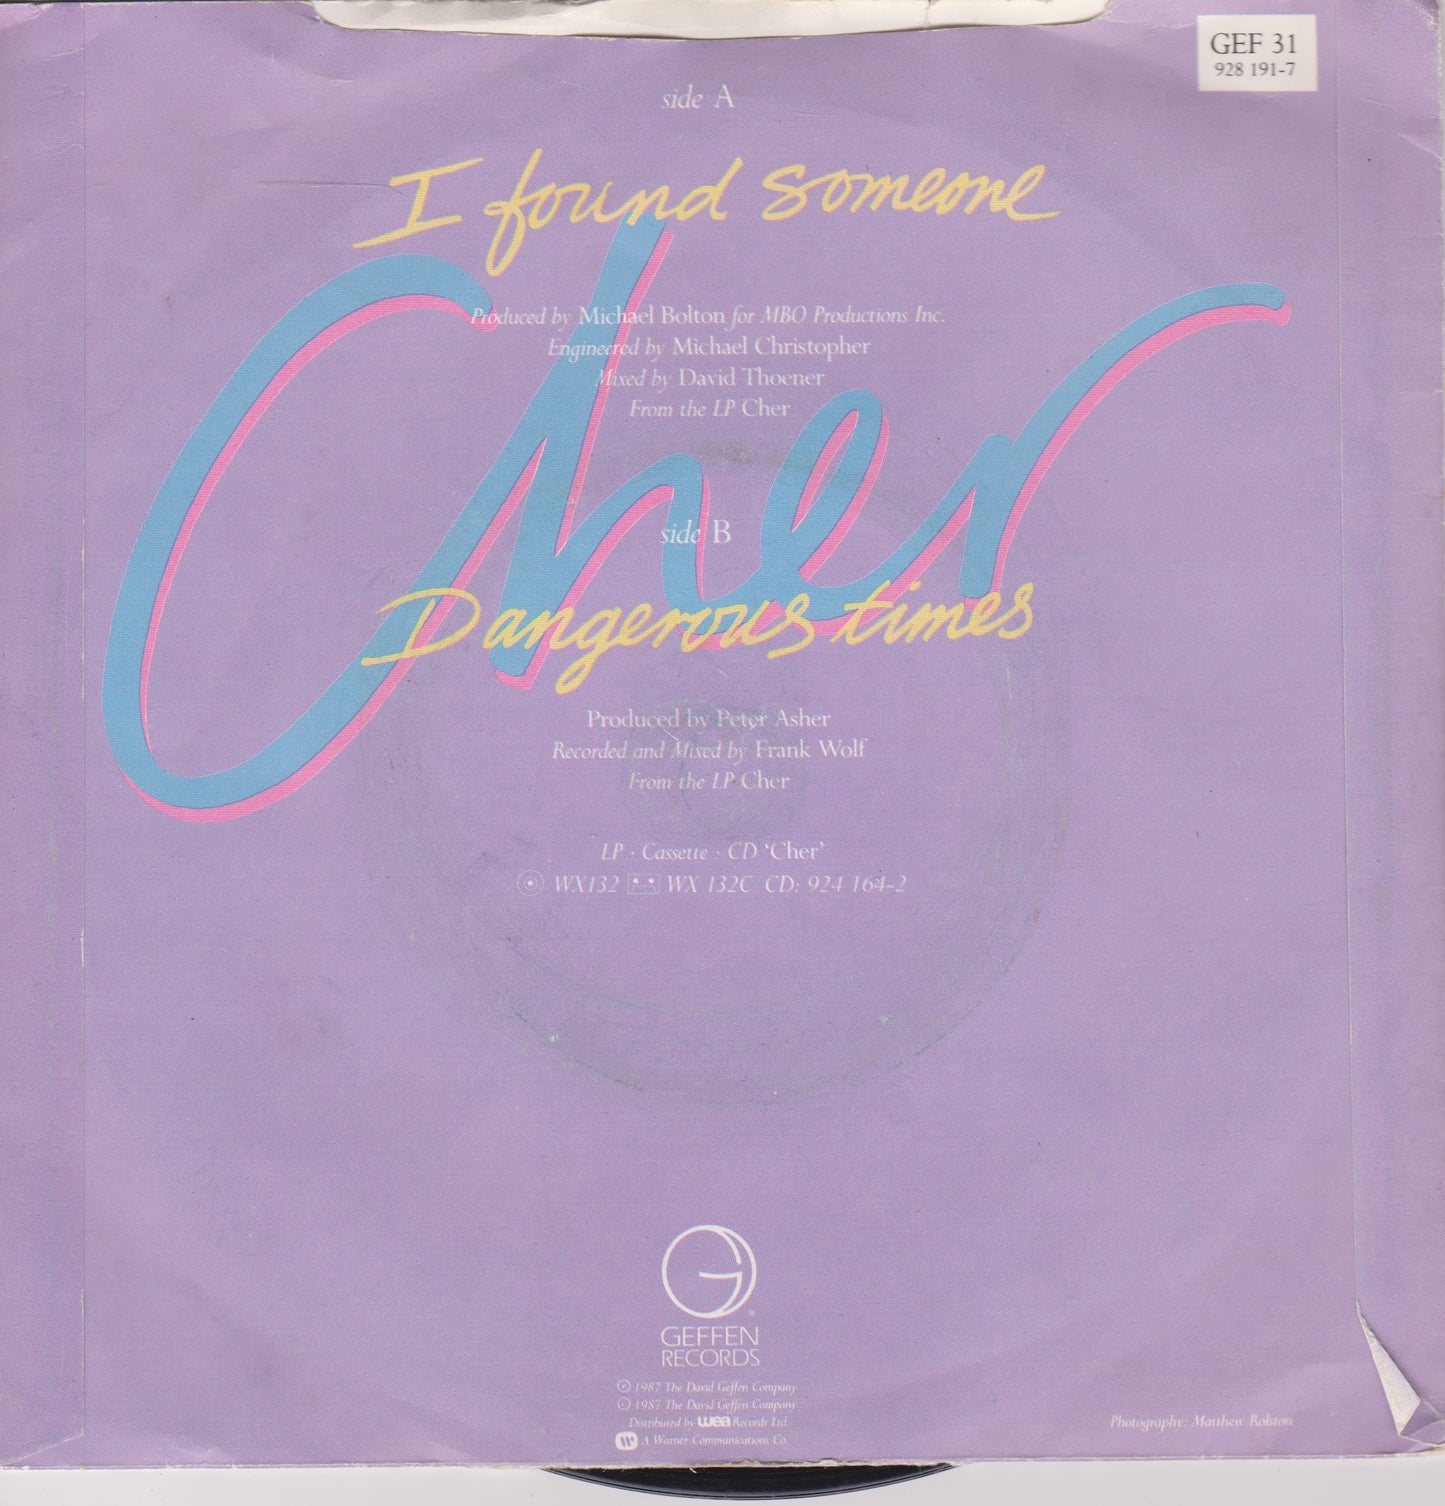 GEF 31
928 191-7
side A
I found someone
Cher
Produced by Michael Bolton for MBO Productions Inc.
Engineered by Michael Christopher
Mixed by David Thoener
From the LP Cher
side B
Dangerous times
Produced by Peter Asher
Recorded and Mixed by Frank Wolf
From the LP Cher
LP · Cassette · CD ‘Cher’
WX132 WX 132C CD: 924 164-2
G
®
GEFFEN
RECORDS
℗ 1987 The David Geffen Company
© 1987 The David Geffen Company
Distributed by wea Records Ltd.
A Warner Communications Co.
Photography: Matthew Rolston